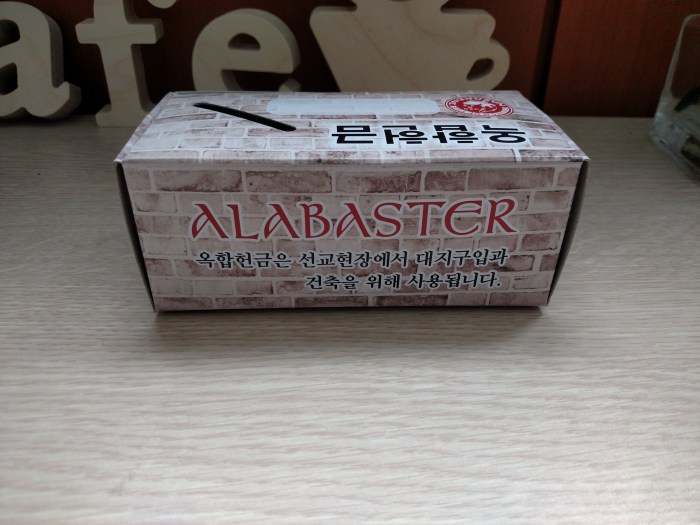 afe
옥합헌금
ALABASTER
옥합헌금은 선교현장에서 대지구입과
건축을 위해 사용됩니다.